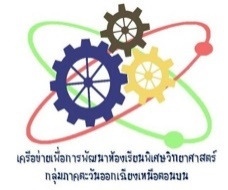 เครือข่ายเพื่อการพัฒนาห้องเรียนพิเศษวิทยาศาสตร์
กลุ่มภาคตะวันออกเฉียงเหนือตอนบน